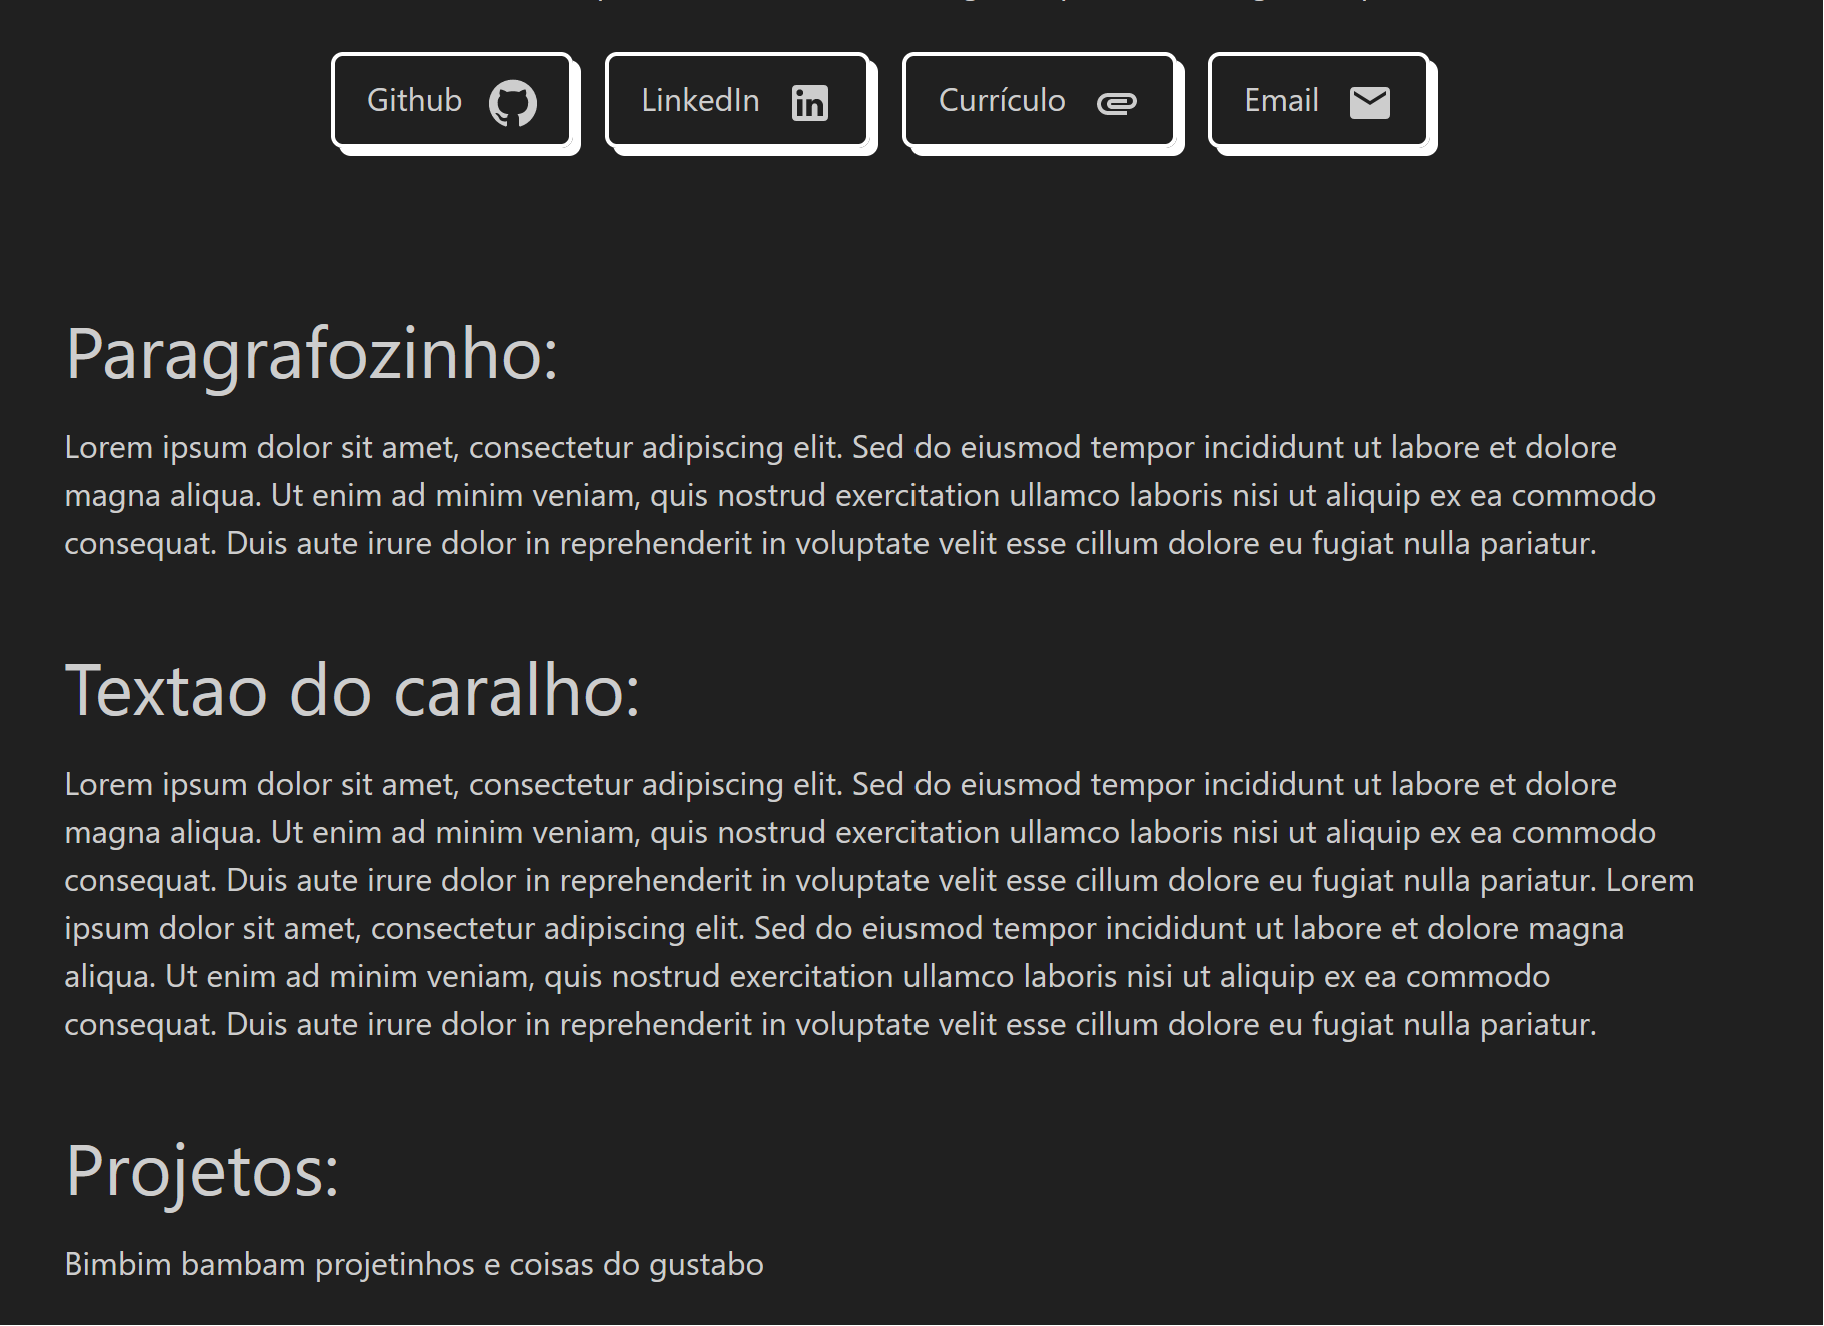 Github
LinkedIn
Currículo
Email
Paragrafozinho:
Lorem ipsum dolor sit amet, consectetur adipiscing elit. Sed do eiusmod tempor incididunt ut labore et dolore
magna aliqua. Ut enim ad minim veniam, quis nostrud exercitation ullamco laboris nisi ut aliquip ex ea commodo
consequat. Duis aute irure dolor in reprehenderit in voluptate velit esse cillum dolore eu fugiat nulla pariatur.
Textao do caralho:
Lorem ipsum dolor sit amet, consectetur adipiscing elit. Sed do eiusmod tempor incididunt ut labore et dolore
magna aliqua. Ut enim ad minim veniam, quis nostrud exercitation ullamco laboris nisi ut aliquip ex ea commodo
consequat. Duis aute irure dolor in reprehenderit in voluptate velit esse cillum dolore eu fugiat nulla pariatur. Lorem
ipsum dolor sit amet, consectetur adipiscing elit. Sed do eiusmod tempor incididunt ut labore et dolore magna
aliqua. Ut enim ad minim veniam, quis nostrud exercitation ullamco laboris nisi ut aliquip ex ea commodo
consequat. Duis aute irure dolor in reprehenderit in voluptate velit esse cillum dolore eu fugiat nulla pariatur.
Projetos:
Bimbim bambam projetinhos e coisas do gustabo